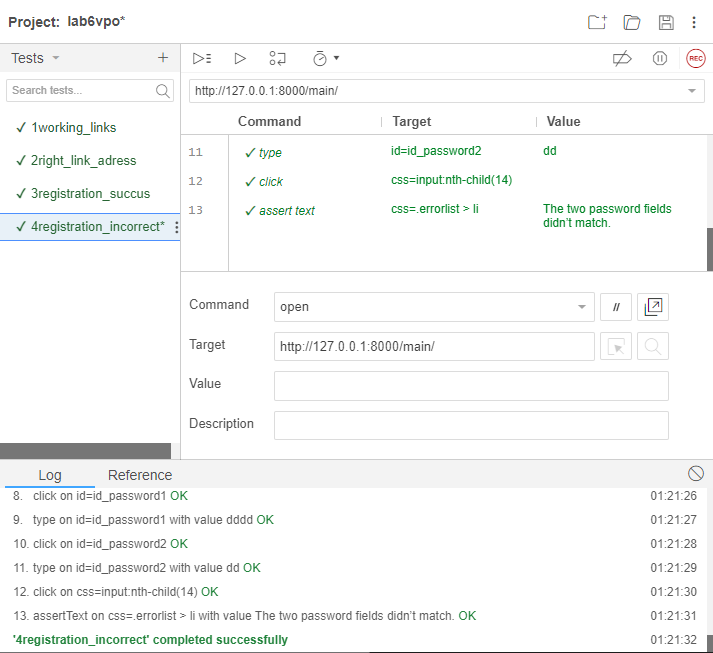 Project: lab6vpo*
Tests
Search tests...
✓ 1working_links
✓ 2right_link_adress
✓ 3registration_succus
✓ 4registration_incorrect*
REC
http://127.0.0.1:8000/main/
Command Target Value
11 ✓ type id=id_password2 dd
12 ✓ click css=input:nth-child(14)
13 ✓ assert text css=.errorlist > li The two password fields
didn’t match.
Command open //
Target http://127.0.0.1:8000/main/
Value
Description
Log Reference
8. click on id=id_password1 OK 01:21:26
9. type on id=id_password1 with value dddd OK 01:21:27
10. click on id=id_password2 OK 01:21:28
11. type on id=id_password2 with value dd OK 01:21:29
12. click on css=input:nth-child(14) OK 01:21:30
13. assertText on css=.errorlist > li with value The two password fields didn’t match. OK 01:21:31
'4registration_incorrect' completed successfully 01:21:32